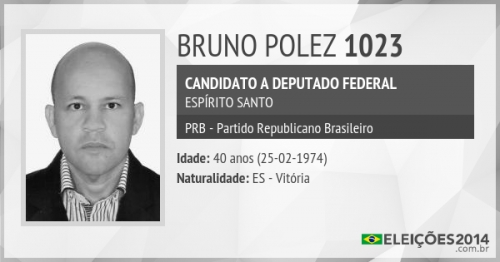 BRUNO POLEZ 1023
CANDIDATO A DEPUTADO FEDERAL
ESPÍRITO SANTO
PRB - Partido Republicano Brasileiro
Idade: 40 anos (25-02-1974)
Naturalidade: ES - Vitória
ELEIÇÕES2014
.com.br